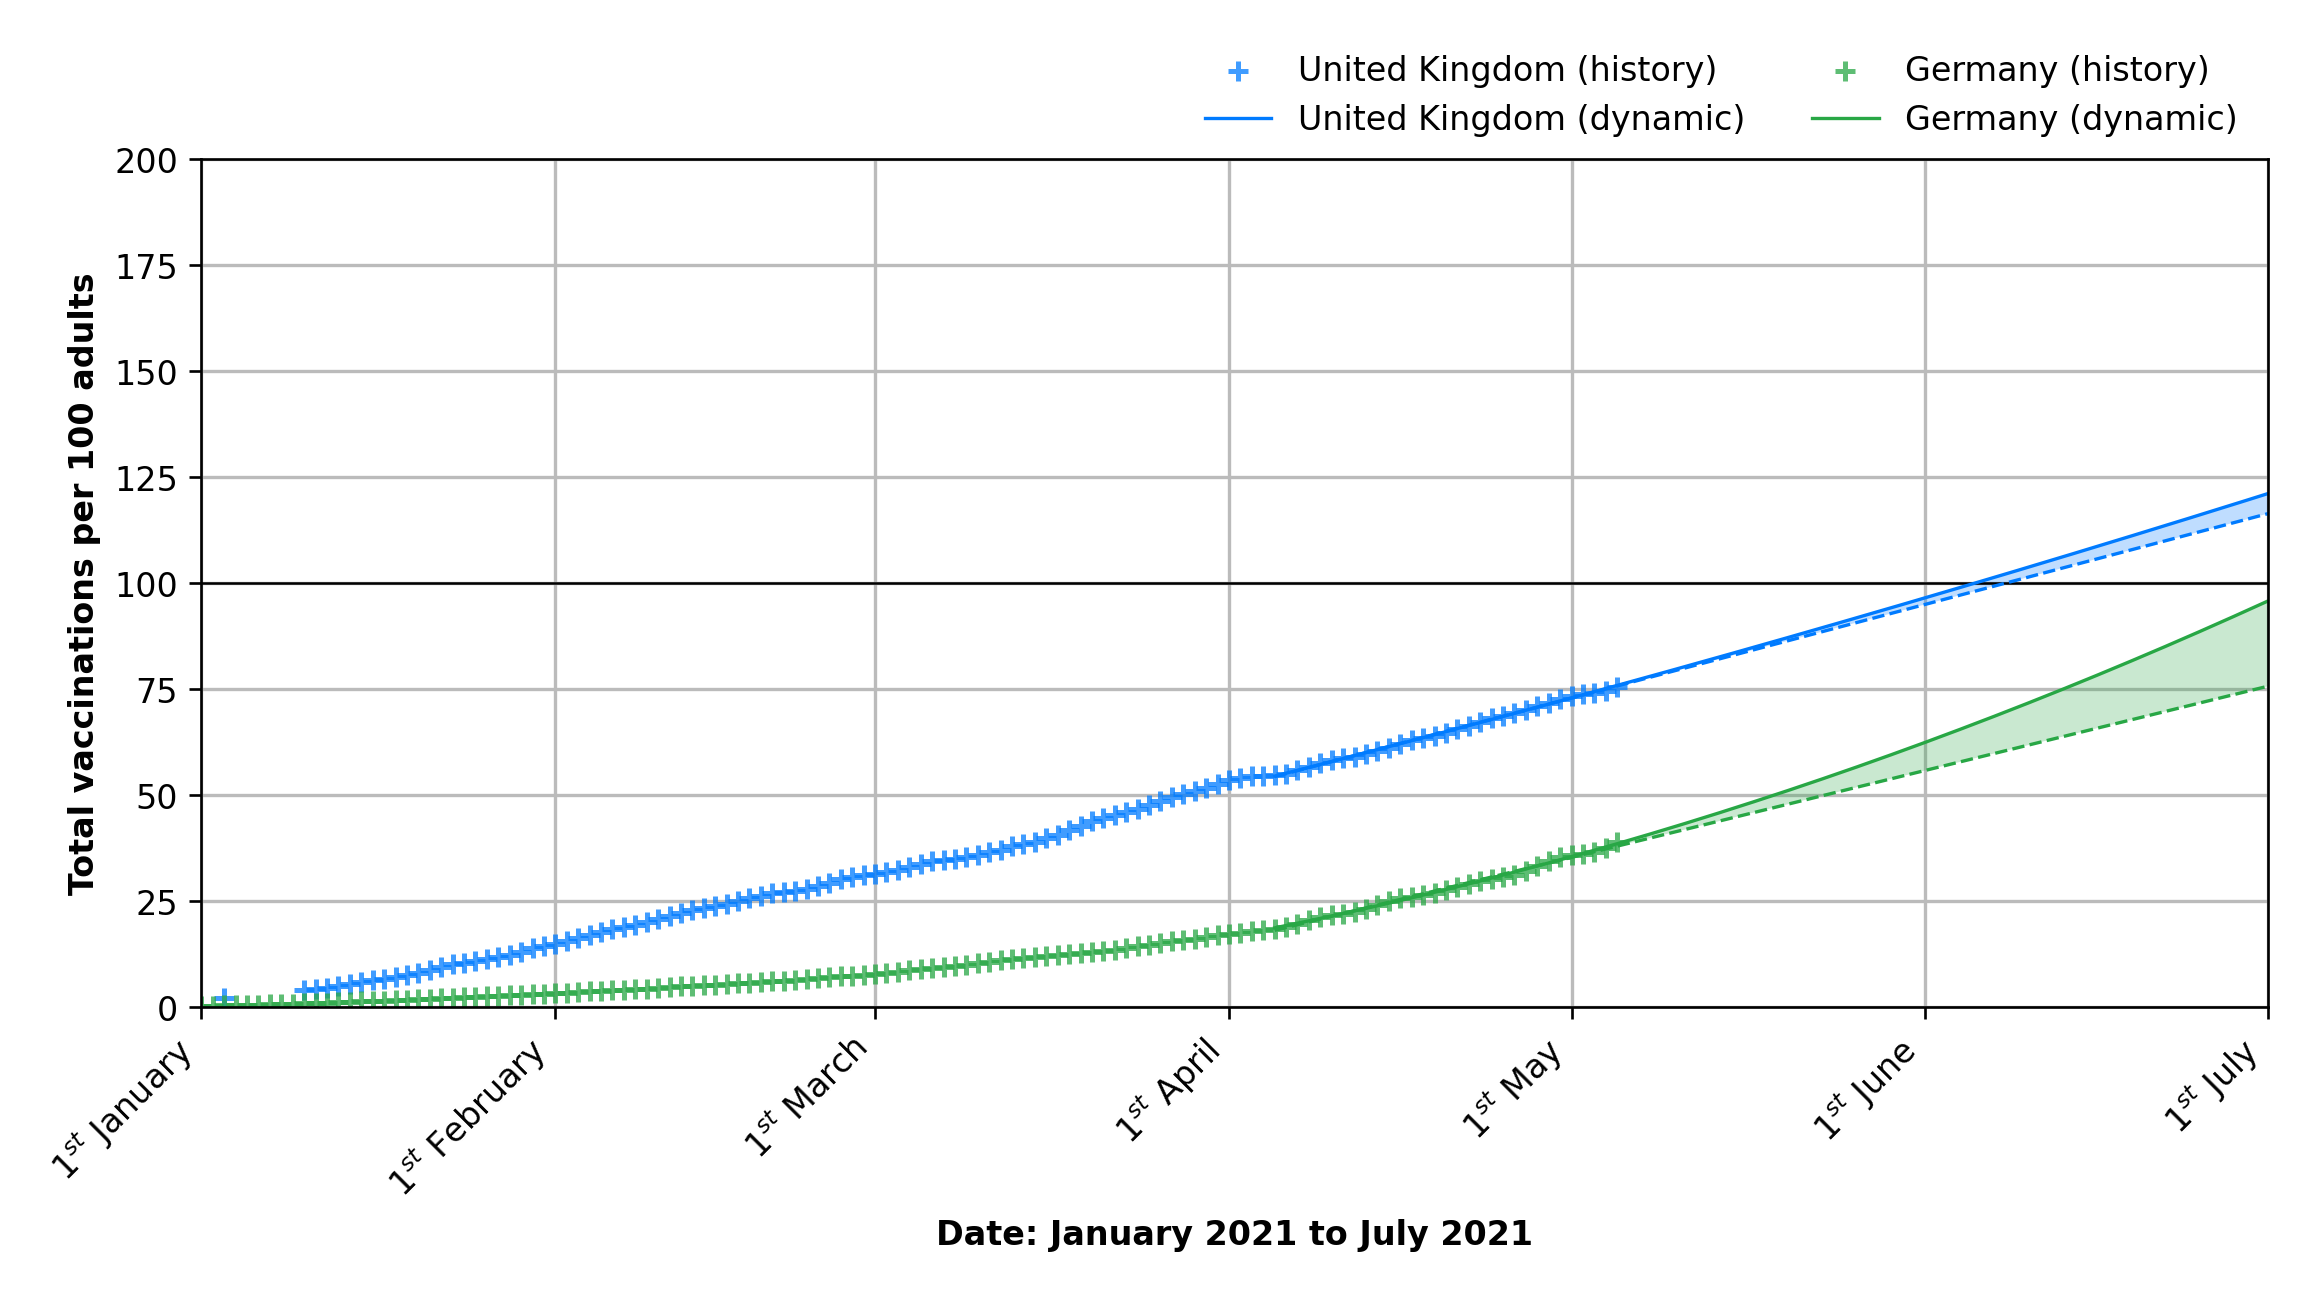 United Kingdom (history)
United Kingdom (dynamic)
Germany (history)
Germany (dynamic)
Total vaccinations per 100 adults
200
175
150
125
100
75
50
25
0
1st January
1st February
1st March
1st April
1st May
1st June
1st July
Date: January 2021 to July 2021